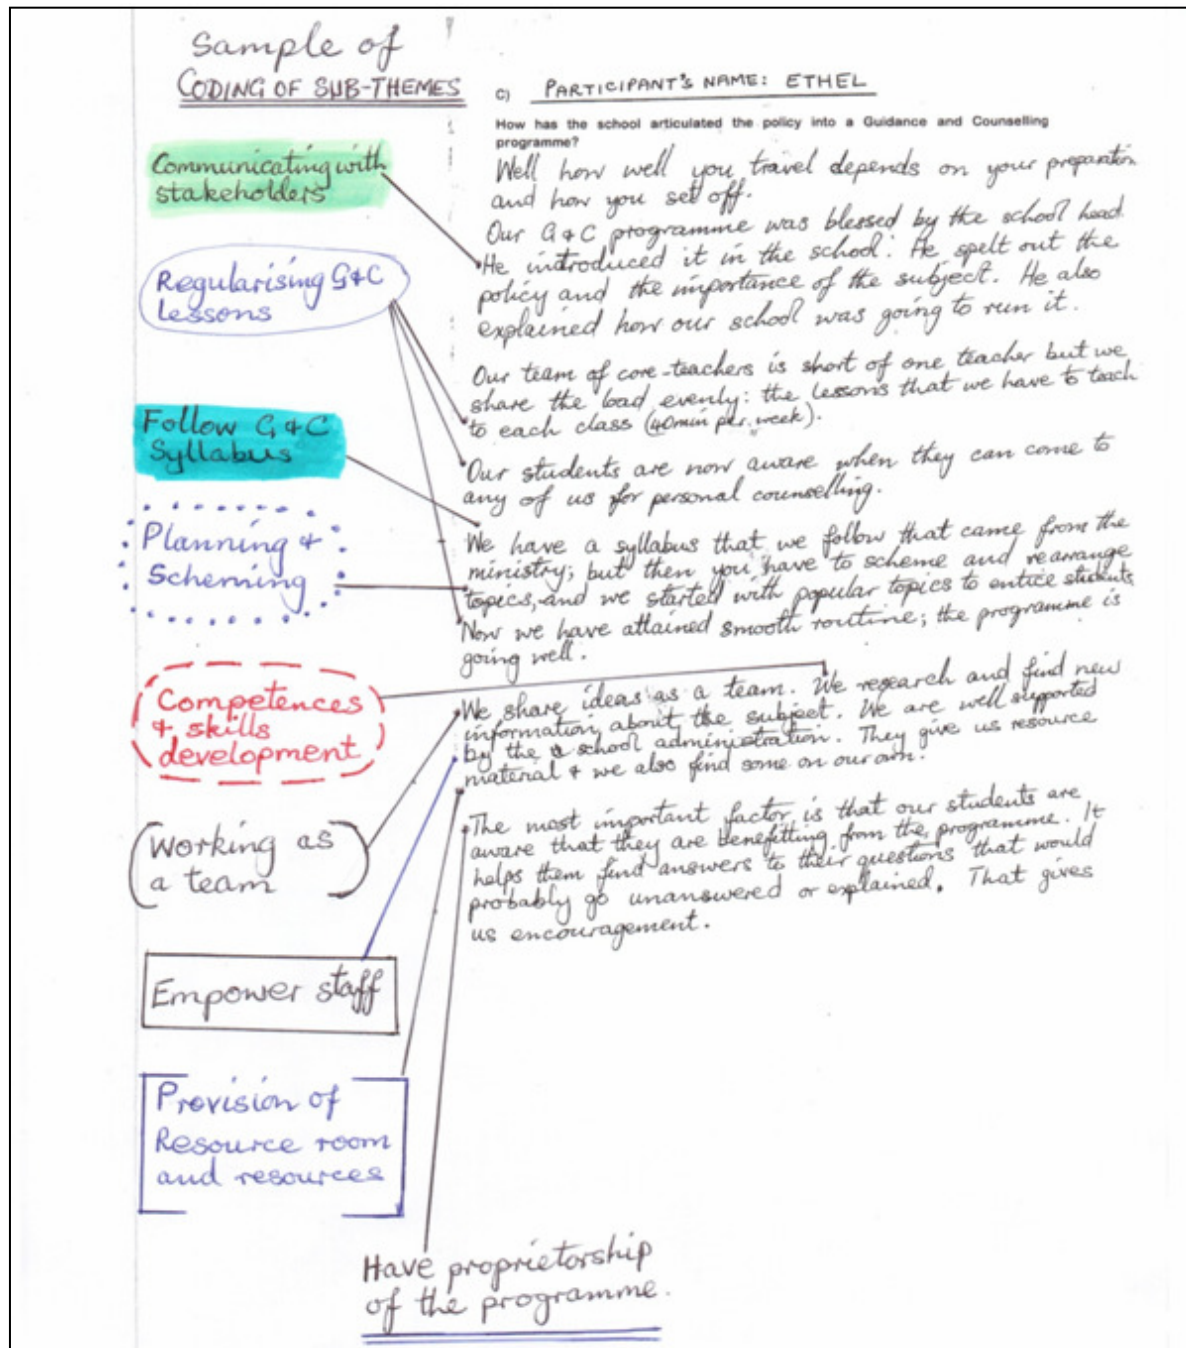 Sample of
CODING OF SUB-THEMES
Communicating with
stakeholders
Regularising G&C
lessons
Follow G & C
Syllabus
Planning &
Scheming
Competences
& skills
development
Working as
a team
Empower staff
Provision of
Resource room
and resources
Have proprietorship
of the programme.
c) PARTICIPANT'S NAME: ETHEL
How has the school articulated the policy into a Guidance and Counselling
programme?
Well how well you travel depends on your preparation
and how you set off.
Our G & C programme was blessed by the school head.
He introduced it in the school. He spelt out the
policy and the importance of the subject. He also
explained how our school was going to run it.
Our team of core-teachers is short of one teacher but we
share the load evenly: the lessons that we have to teach
to each class (40min per week).
Our students are now aware when they can come to
any of us for personal counselling.
We have a syllabus that we follow that came from the
ministry; but then you have to scheme and rearrange
topics, and we started with popular topics to entice students
Now we have attained smooth routine; the programme is
going well.
We share ideas as a team. We research and find new
information about the subject. We are well supported
by the school administration. They give us resource
material & we also find some on our own.
The most important factor is that our students are
aware that they are benefitting from the programme. It
helps them find answers to their questions that would
probably go unanswered or explained. That gives
us encouragement.